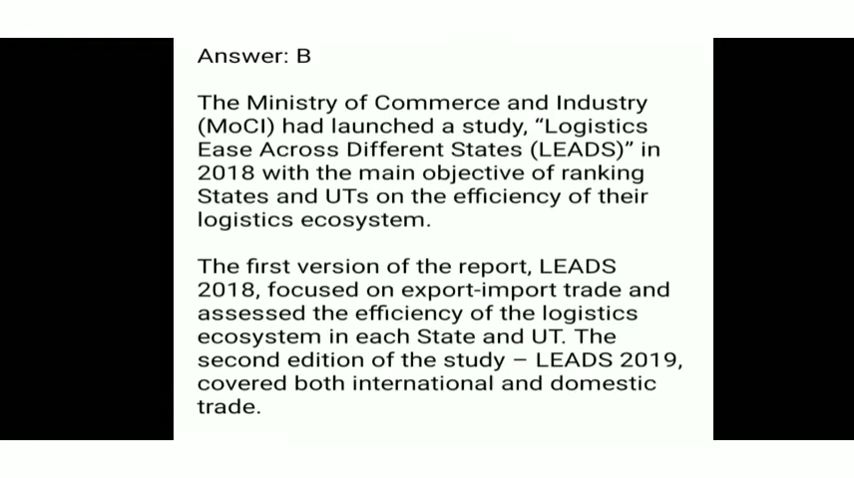 Answer: B
The Ministry of Commerce and Industry
(MoCI) had launched a study, “Logistics
Ease Across Different States (LEADS)” in
2018 with the main objective of ranking
States and UTs on the efficiency of their
logistics ecosystem.
The first version of the report, LEADS
2018, focused on export-import trade and
assessed the efficiency of the logistics
ecosystem in each State and UT. The
second edition of the study – LEADS 2019,
covered both international and domestic
trade.